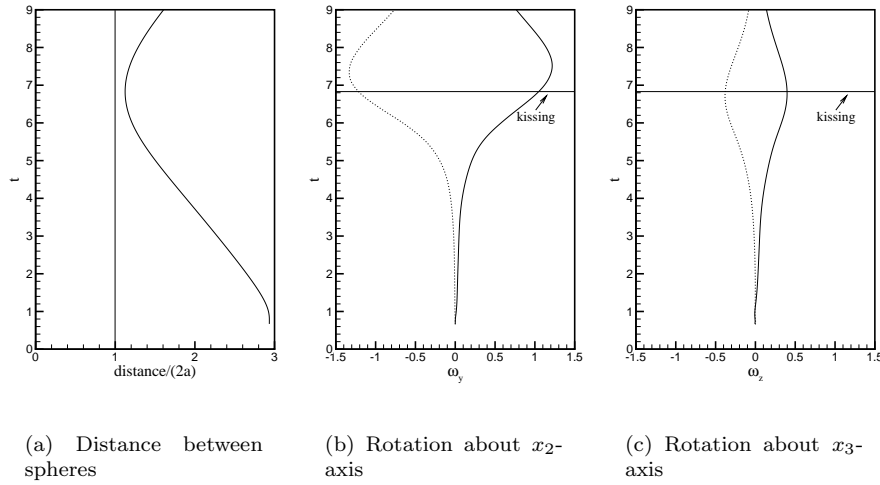 9
8
7
6
5
4
3
2
1
0
t
0 1 2 3
distance/(2a)
9
8
7
6
5
4
3
2
1
0
t
kissing
-1.5 -1 -0.5 0 0.5 1 1.5
ω_y
9
8
7
6
5
4
3
2
1
0
t
kissing
-1.5 -1 -0.5 0 0.5 1 1.5
ω_z
(a) Distance between
spheres
(b) Rotation about x₂-
axis
(c) Rotation about x₃-
axis